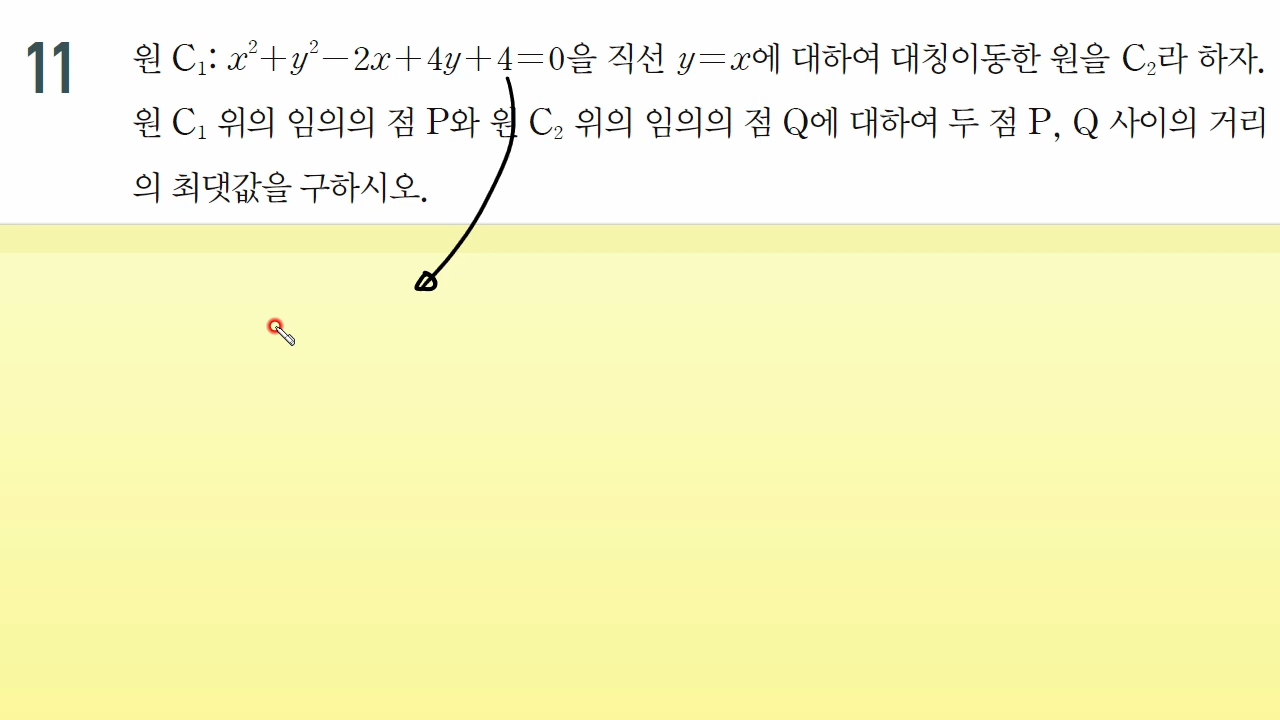 11
원 C₁: x²+y²−2x+4y+4=0을 직선 y=x에 대하여 대칭이동한 원을 C₂라 하자.
원 C₁ 위의 임의의 점 P와 원 C₂ 위의 임의의 점 Q에 대하여 두 점 P, Q 사이의 거리
의 최댓값을 구하시오.